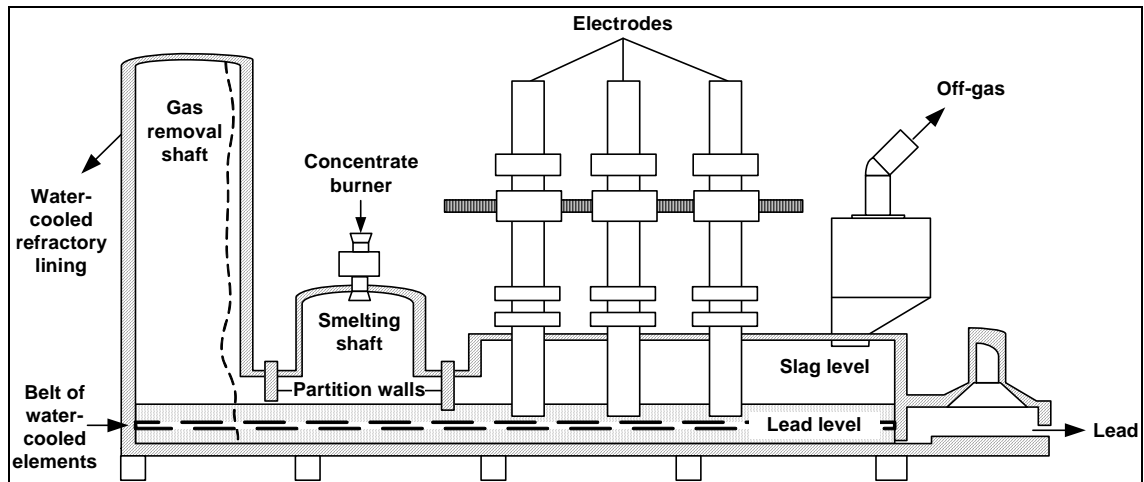 Electrodes
Off-gas
Gas
removal
shaft
Concentrate
burner
Water-
cooled
refractory
lining
Smelting
shaft
Slag level
Partition walls
Belt of
water-
cooled
elements
Lead level
Lead